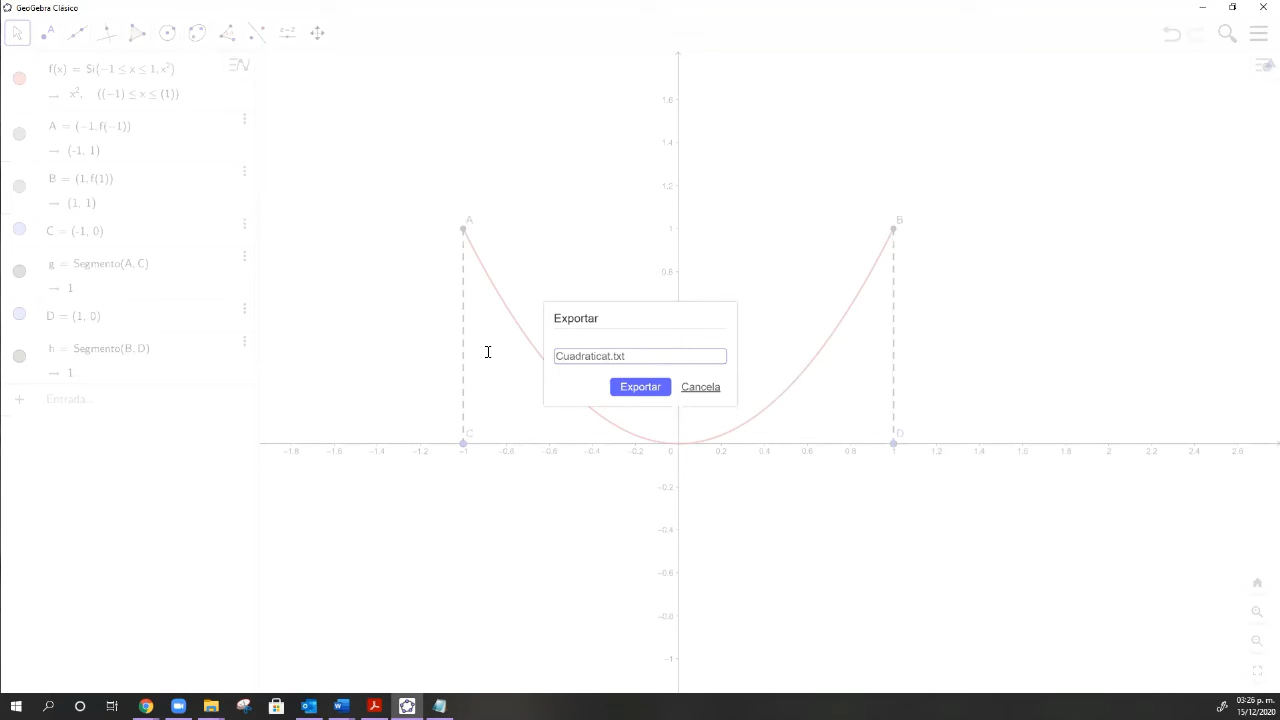 GeoGebra Clásico
A
a=2
f(x) = Si(−1 ≤ x ≤ 1, x²)
→ x², ((−1) ≤ x ≤ (1))
A = (−1, f(−1))
→ (-1, 1)
B = (1, f(1))
→ (1, 1)
C = (-1, 0)
g = Segmento(A, C)
→ 1
D = (1, 0)
h = Segmento(B, D)
→ 1
+ Entrada...
1.6
1.4
1.2
1
0.8
A
B
C
D
Exportar
Cuadraticat.txt
Exportar Cancela
−1.8 −1.6 −1.4 −1.2 −1 −0.8 −0.6 −0.4 −0.2 0 0.2 0.4 0.6 0.8 1 1.2 1.4 1.6 1.8 2 2.2 2.4 2.6
−0.2
−0.4
−0.6
−0.8
−1
03:26 p. m.
15/12/2020